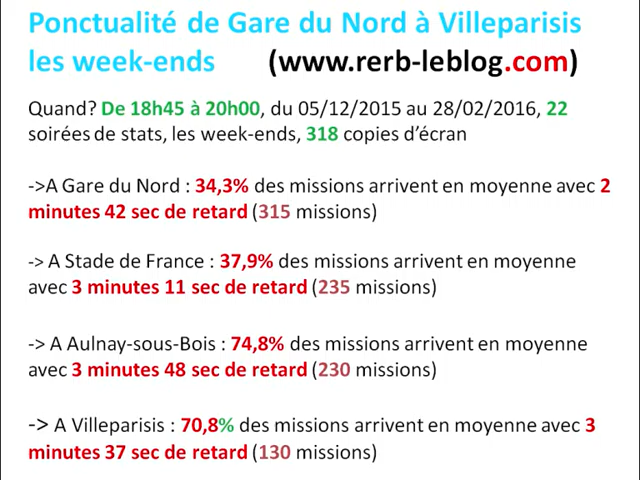 Ponctualité de Gare du Nord à Villeparisis
les week-ends (www.rerb-leblog.com)
Quand? De 18h45 à 20h00, du 05/12/2015 au 28/02/2016, 22
soirées de stats, les week-ends, 318 copies d’écran
->A Gare du Nord : 34,3% des missions arrivent en moyenne avec 2
minutes 42 sec de retard (315 missions)
-> A Stade de France : 37,9% des missions arrivent en moyenne
avec 3 minutes 11 sec de retard (235 missions)
-> A Aulnay-sous-Bois : 74,8% des missions arrivent en moyenne
avec 3 minutes 48 sec de retard (230 missions)
-> A Villeparisis : 70,8% des missions arrivent en moyenne avec 3
minutes 37 sec de retard (130 missions)